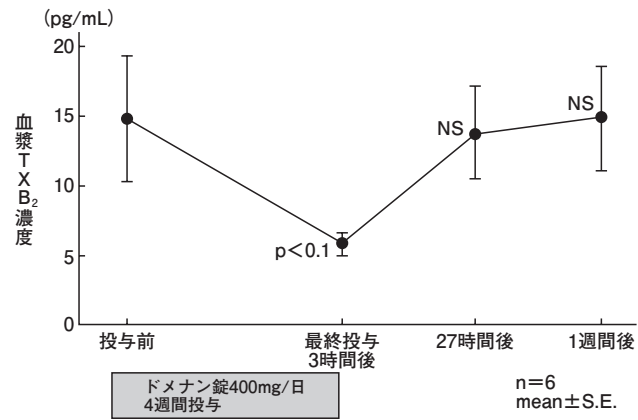 (pg/mL)
20
15
10
5
0
血漿TXB₂濃度
NS
NS
p＜0.1
投与前
最終投与
3時間後
27時間後
1週間後
ドメナン錠400mg/日
4週間投与
n＝6
mean±S.E.